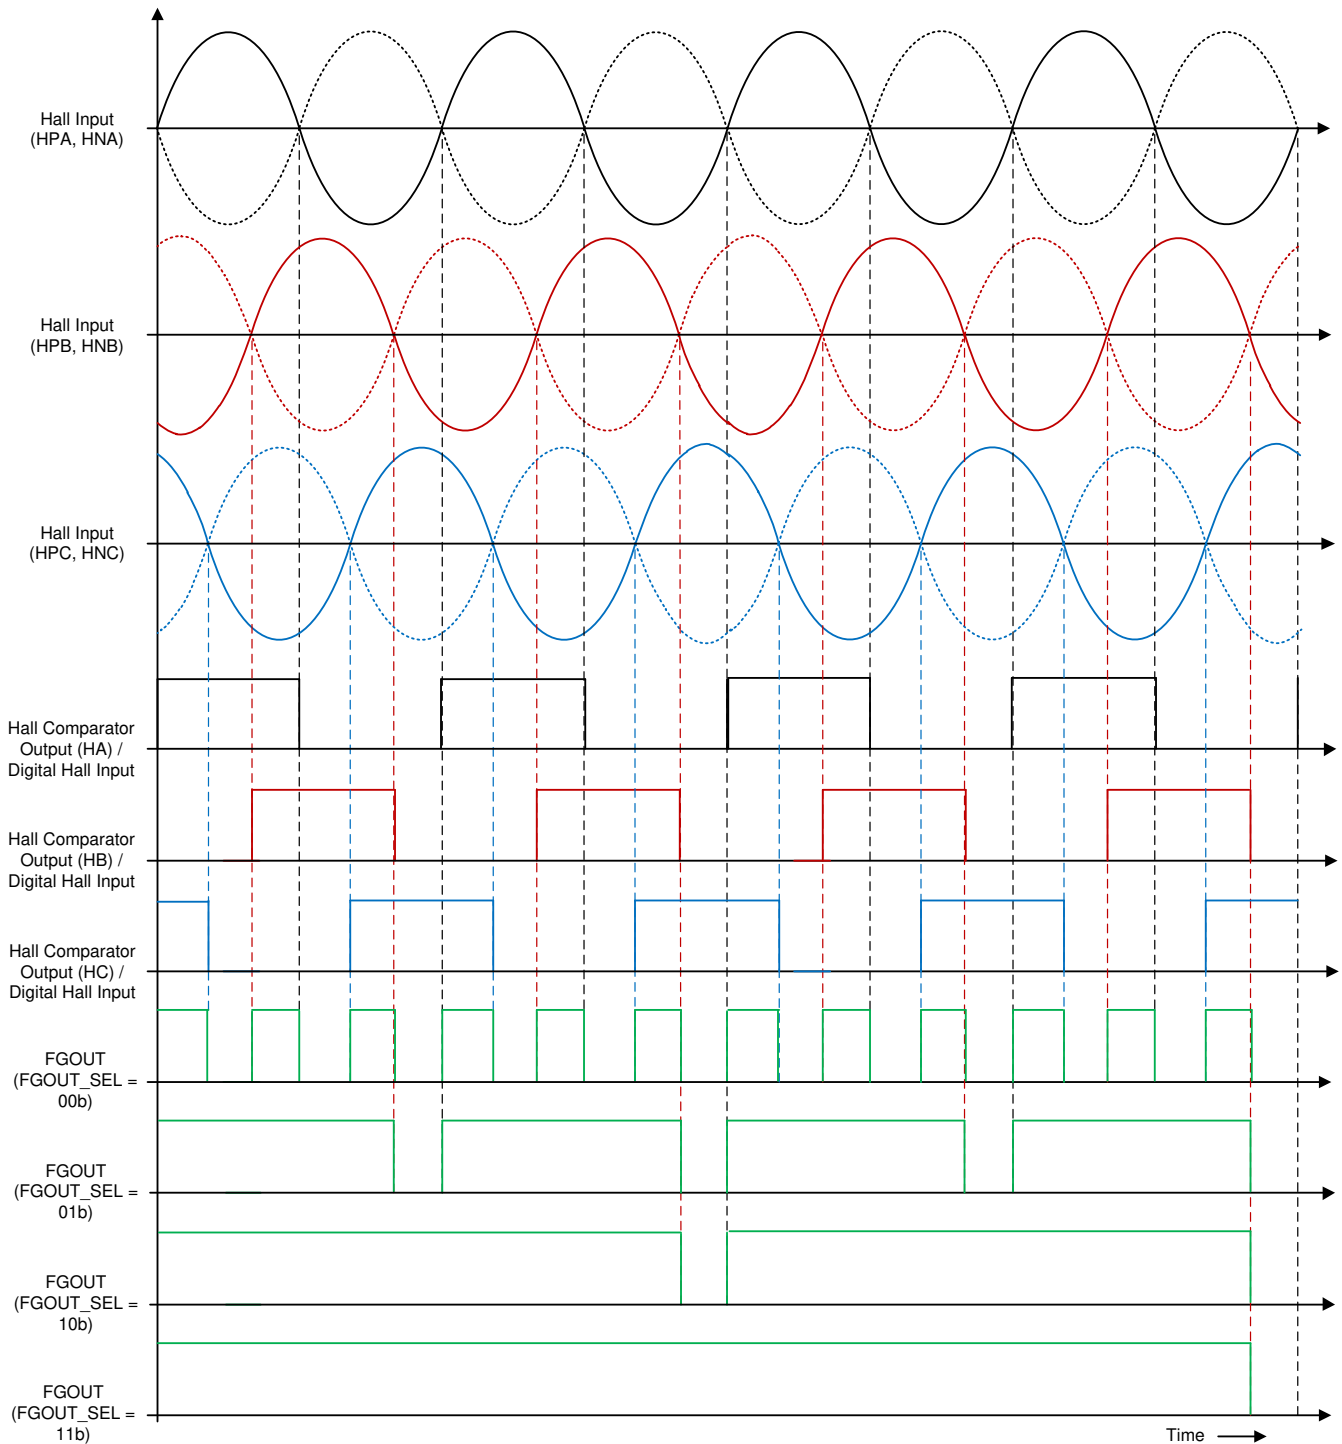 Hall Input
(HPA, HNA)
Hall Input
(HPB, HNB)
Hall Input
(HPC, HNC)
Hall Comparator
Output (HA) /
Digital Hall Input
Hall Comparator
Output (HB) /
Digital Hall Input
Hall Comparator
Output (HC) /
Digital Hall Input
FGOUT
(FGOUT_SEL =
00b)
FGOUT
(FGOUT_SEL =
01b)
FGOUT
(FGOUT_SEL =
10b)
FGOUT
(FGOUT_SEL =
11b)
Time